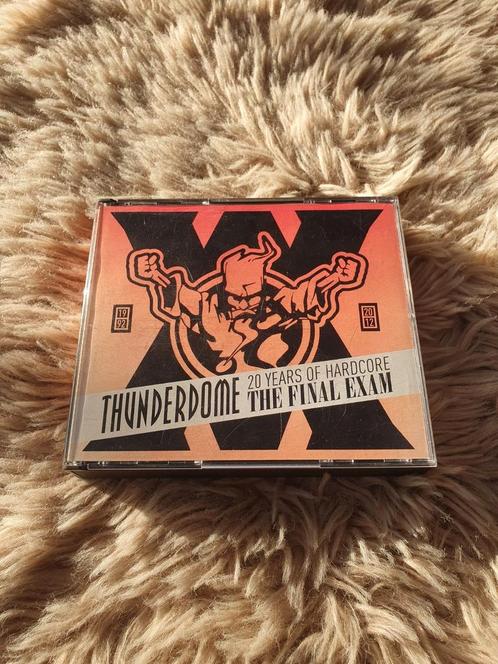 19
92
20
12
THUNDERDOME
20 YEARS OF HARDCORE
THE FINAL EXAM